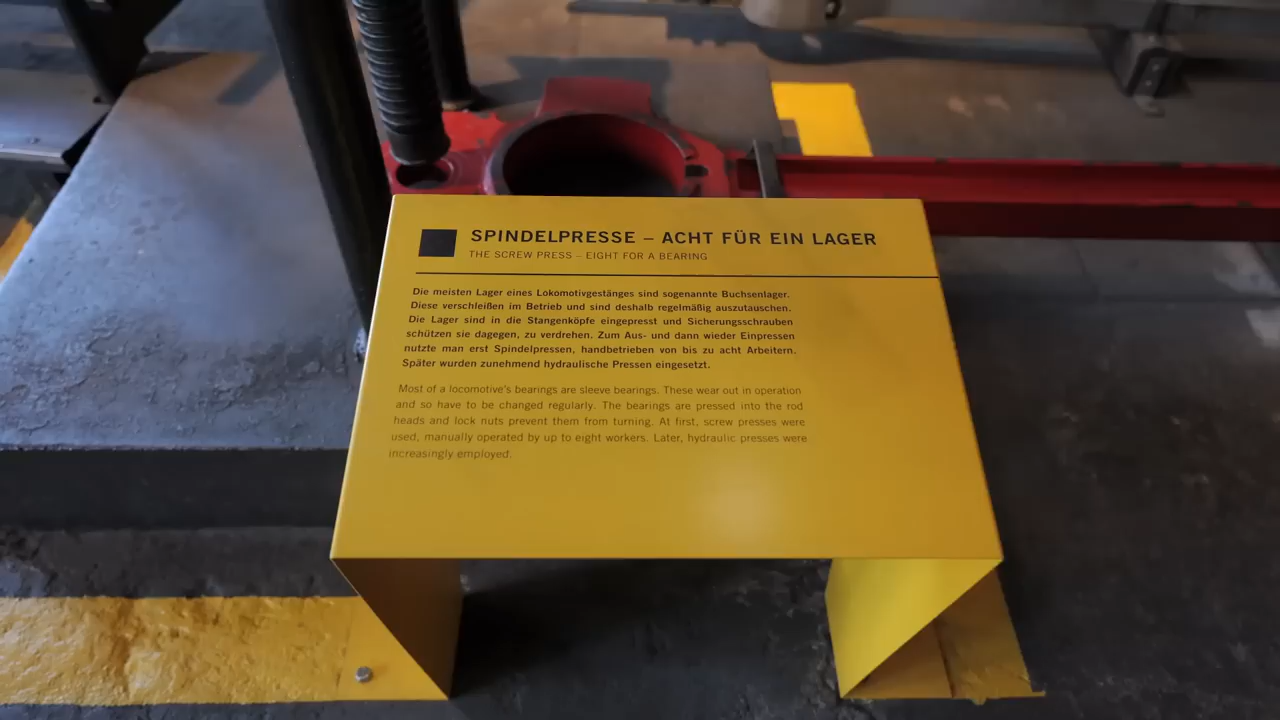 SPINDELPRESSE – ACHT FÜR EIN LAGER
THE SCREW PRESS – EIGHT FOR A BEARING
Die meisten Lager eines Lokomotivgestänges sind sogenannte Buchsenlager.
Diese verschleißen im Betrieb und sind deshalb regelmäßig auszutauschen.
Die Lager sind in die Stangenköpfe eingepresst und Sicherungsschrauben
schützen sie dagegen, zu verdrehen. Zum Aus- und dann wieder Einpressen
nutzte man erst Spindelpressen, handbetrieben von bis zu acht Arbeitern.
Später wurden zunehmend hydraulische Pressen eingesetzt.
Most of a locomotive's bearings are sleeve bearings. These wear out in operation
and so have to be changed regularly. The bearings are pressed into the rod
heads and lock nuts prevent them from turning. At first, screw presses were
used, manually operated by up to eight workers. Later, hydraulic presses were
increasingly employed.